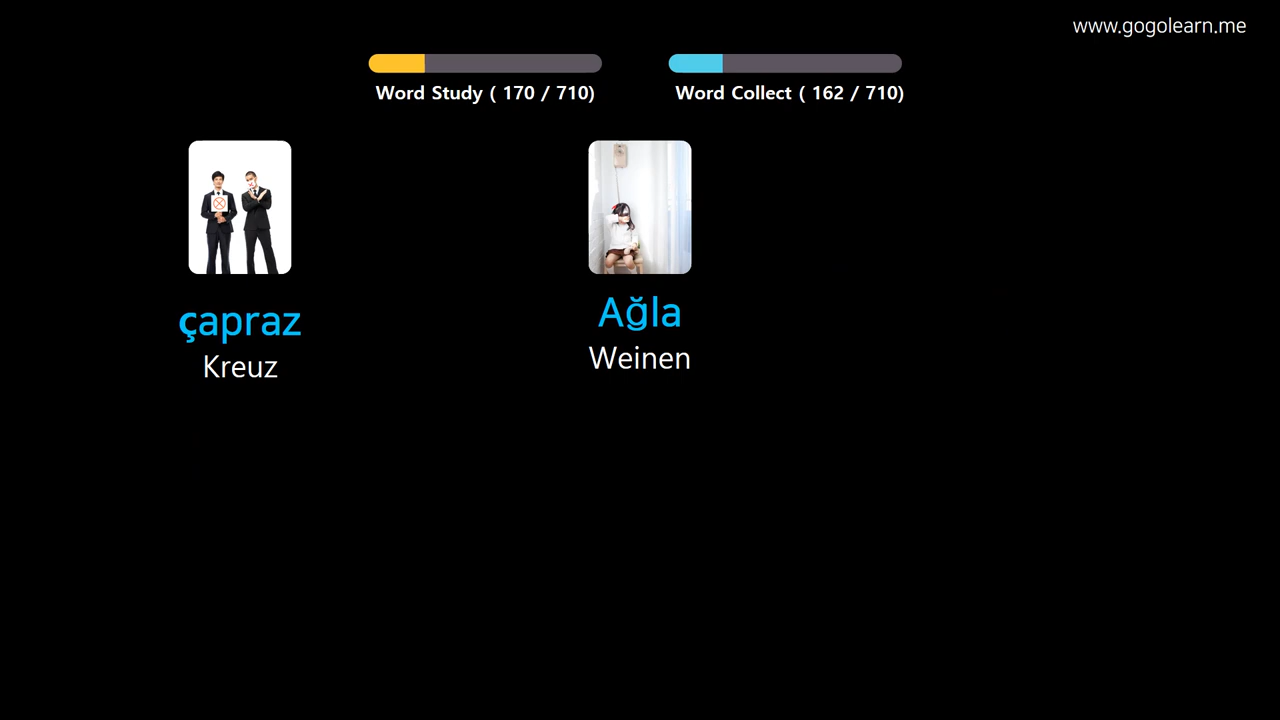 www.gogolearn.me
Word Study ( 170 / 710)
Word Collect ( 162 / 710)
çapraz
Kreuz
Ağla
Weinen